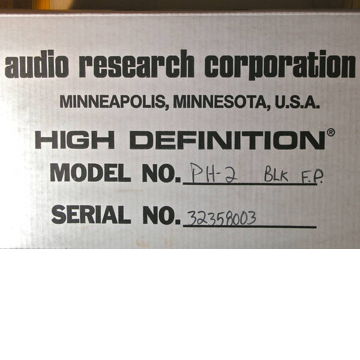 audio research corporation
MINNEAPOLIS, MINNESOTA, U.S.A.
HIGH DEFINITION®
MODEL NO. PH-2 BLK F.P.
SERIAL NO. 32358003